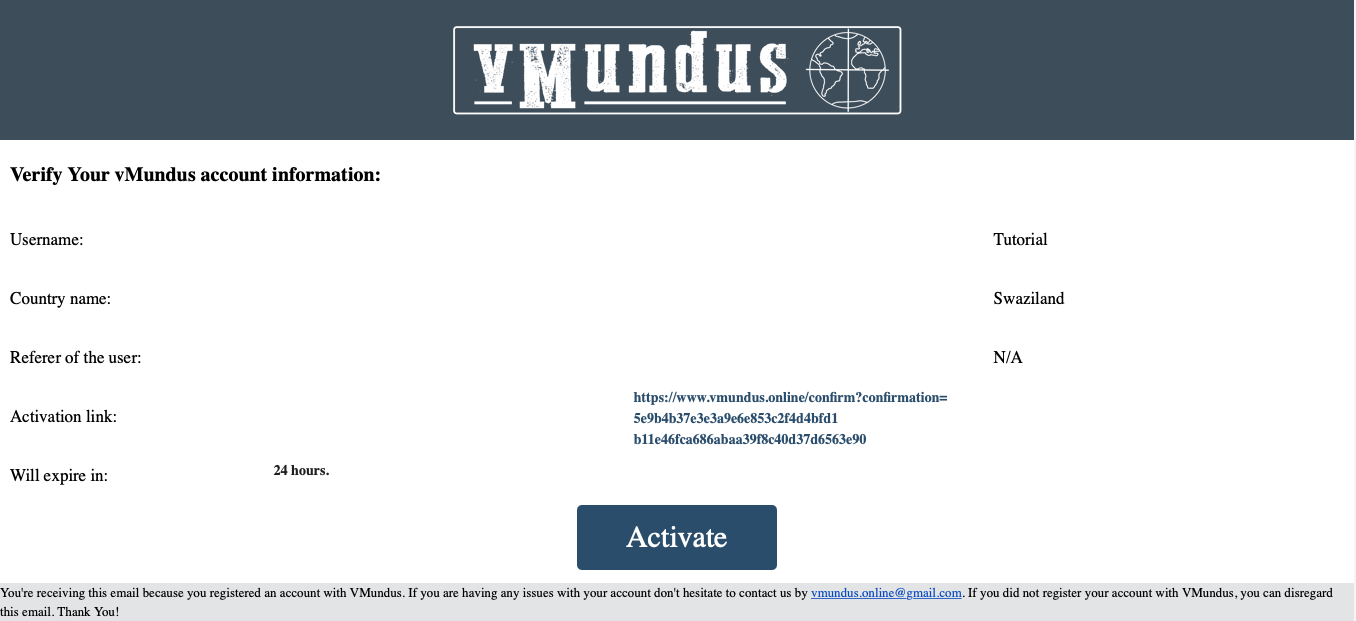 vMundus
Verify Your vMundus account information:
Username:
Tutorial
Country name:
Swaziland
Referer of the user:
N/A
Activation link:
https://www.vmundus.online/confirm?confirmation=
5e9b4b37e3e3a9e6e853c2f4d4bfd1
b11e46fca686abaa39f8c40d37d6563e90
Will expire in:
24 hours.
Activate
You're receiving this email because you registered an account with VMundus. If you are having any issues with your account don't hesitate to contact us by vmundus.online@gmail.com. If you did not register your account with VMundus, you can disregard
this email. Thank You!